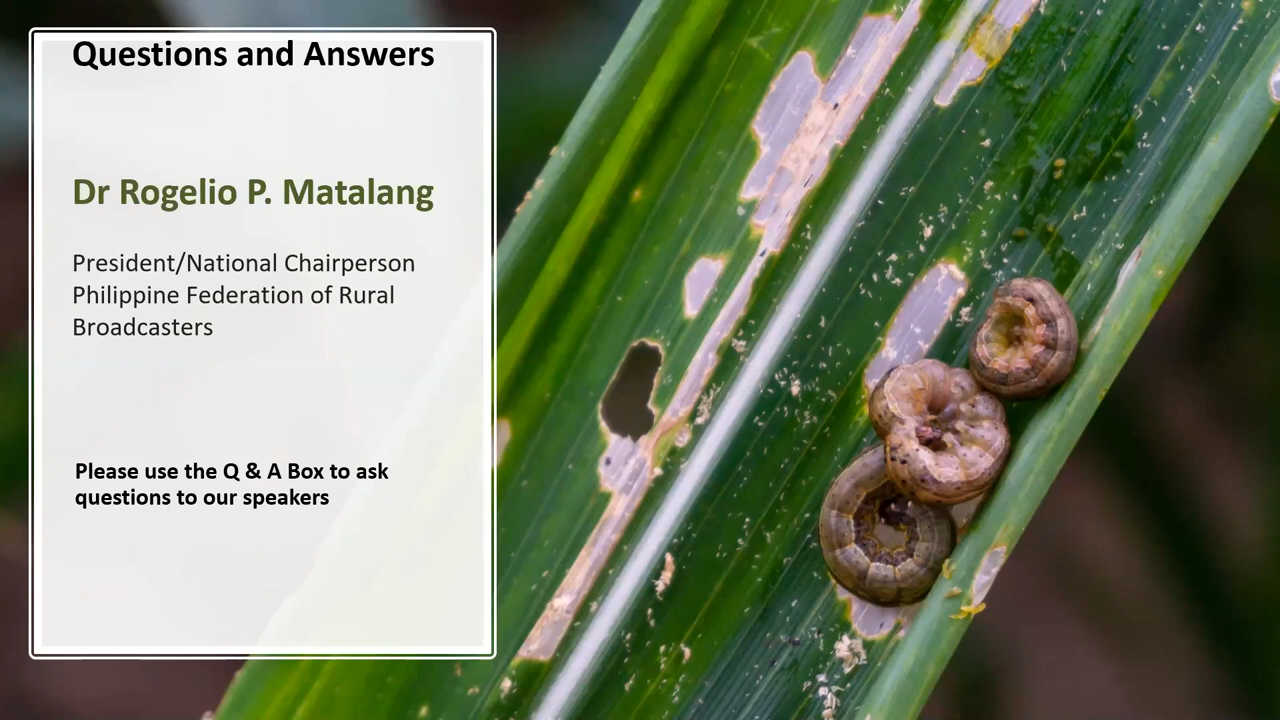 Questions and Answers
Dr Rogelio P. Matalang
President/National Chairperson
Philippine Federation of Rural
Broadcasters
Please use the Q & A Box to ask
questions to our speakers